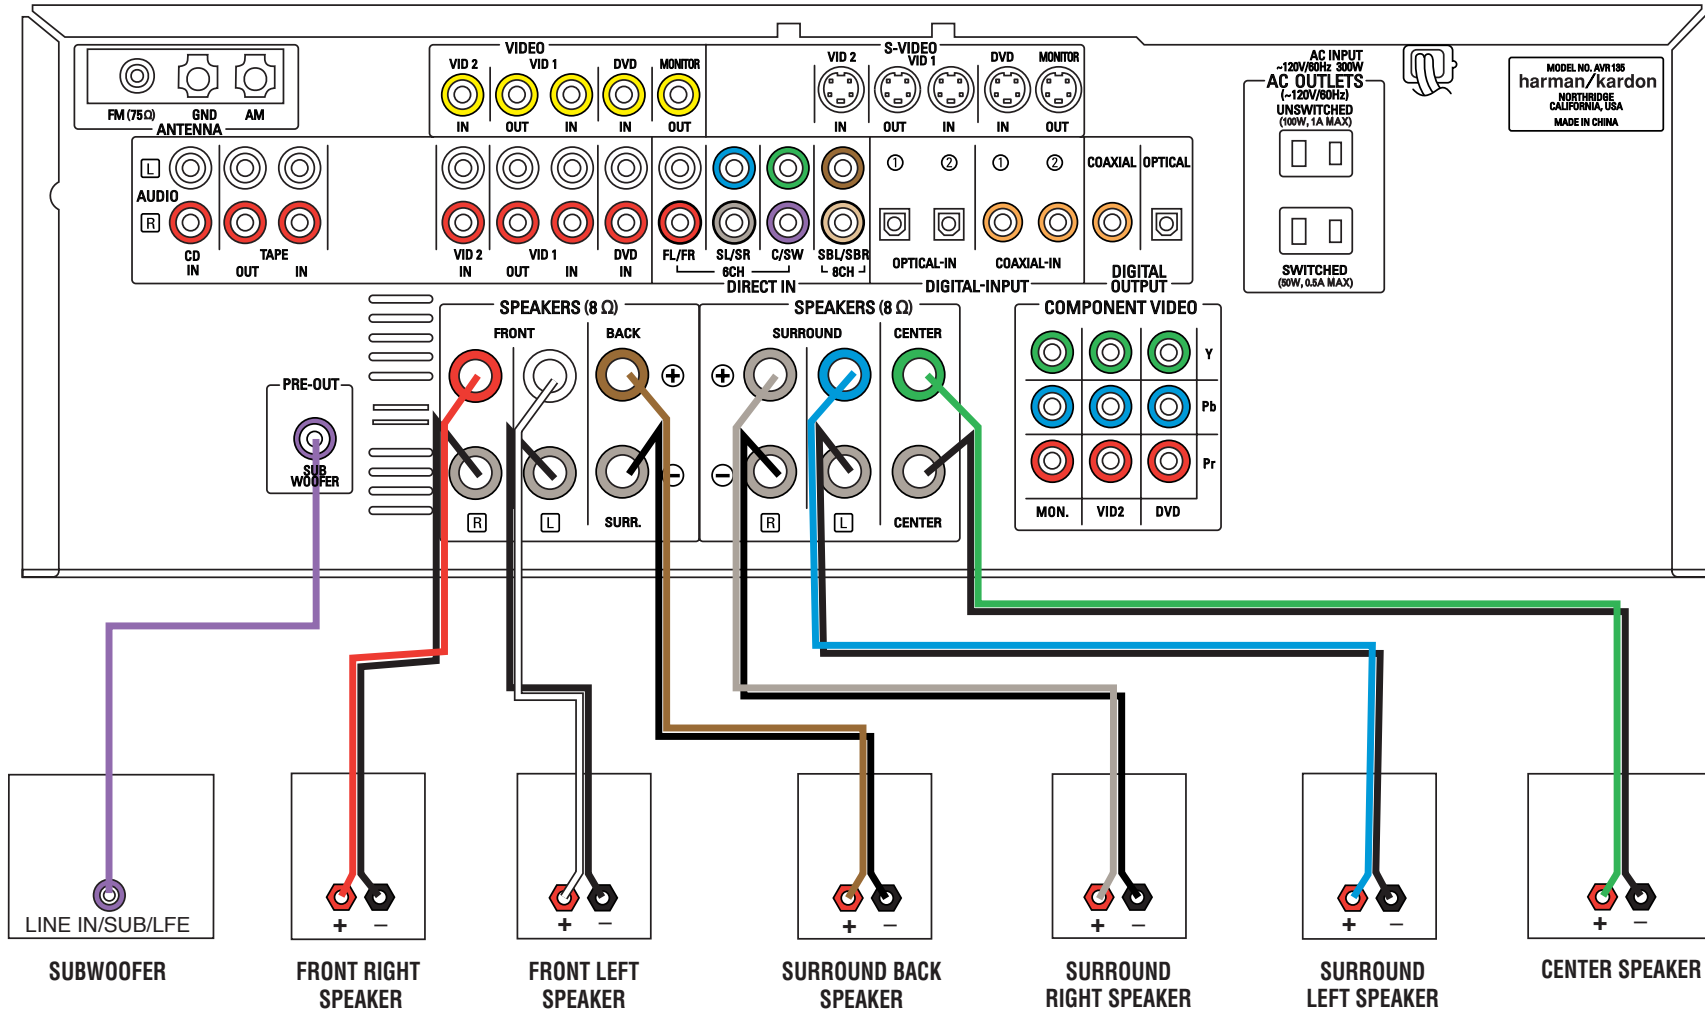 VIDEO
S-VIDEO
VID 2
VID 1
DVD
MONITOR
VID 2
VID 1
DVD
MONITOR
IN
OUT
IN
IN
OUT
IN
OUT
IN
IN
OUT
FM (75Ω)
GND
AM
ANTENNA
AC INPUT
~120V/60Hz 300W
AC OUTLETS
(~120V/60Hz)
UNSWITCHED
(100W, 1A MAX)
SWITCHED
(50W, 0.5A MAX)
MODEL NO. AVR 135
harman/kardon
NORTHRIDGE
CALIFORNIA, USA
MADE IN CHINA
L
AUDIO
R
CD
IN
TAPE
OUT
IN
VID 2
IN
VID 1
OUT
IN
DVD
IN
FL/FR
SL/SR
C/SW
6CH
SBL/SBR
8CH
DIRECT IN
1
2
1
2
OPTICAL-IN
COAXIAL-IN
DIGITAL-INPUT
COAXIAL
OPTICAL
DIGITAL
OUTPUT
PRE-OUT
SUB
WOOFER
SPEAKERS (8 Ω)
FRONT
BACK
+
−
R
L
SURR.
SPEAKERS (8 Ω)
SURROUND
CENTER
+
−
R
L
CENTER
COMPONENT VIDEO
Y
Pb
Pr
MON.
VID2
DVD
LINE IN/SUB/LFE
+ −
+ −
+ −
+ −
+ −
+ −
SUBWOOFER
FRONT RIGHT
SPEAKER
FRONT LEFT
SPEAKER
SURROUND BACK
SPEAKER
SURROUND
RIGHT SPEAKER
SURROUND
LEFT SPEAKER
CENTER SPEAKER